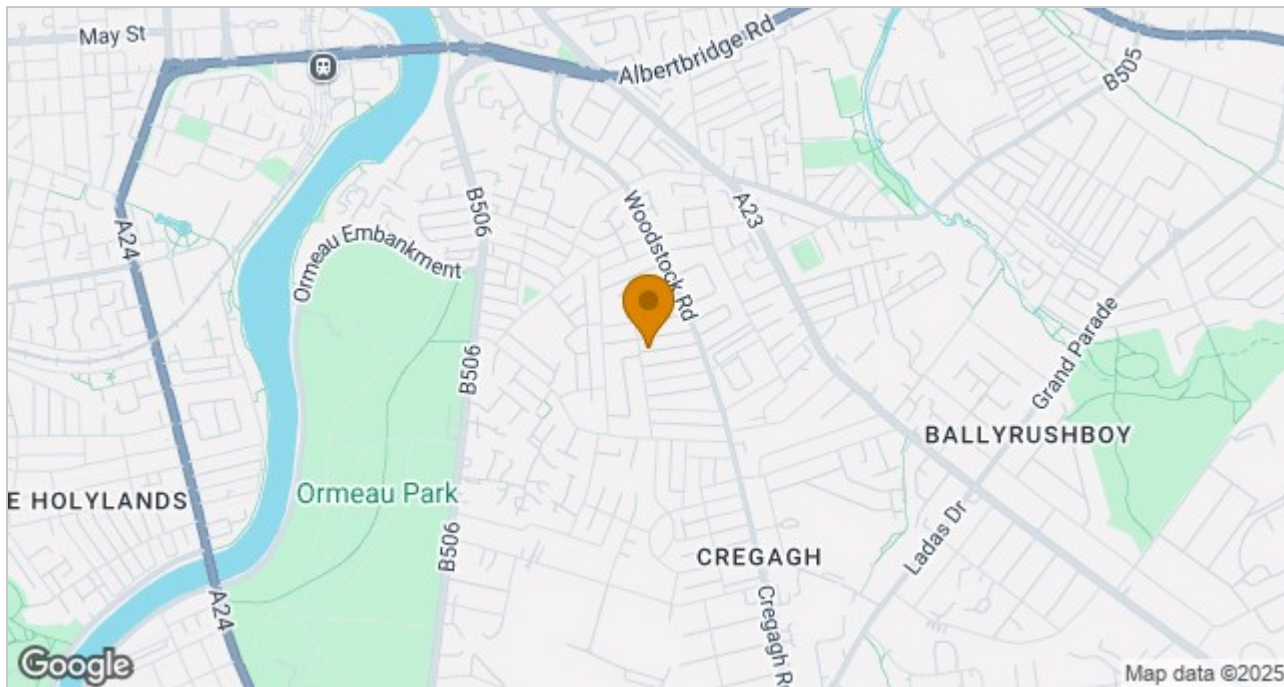 May St
Albertbridge Rd
B505
A24
B506
Woodstock Rd
A23
Ormeau Embankment
Grand Parade
B506
BALLYRUSHBOY
E HOLYLANDS
Ormeau Park
B506
CREGAGH
Ladas Dr
A24
Cregagh Rd
Google
Map data ©2025